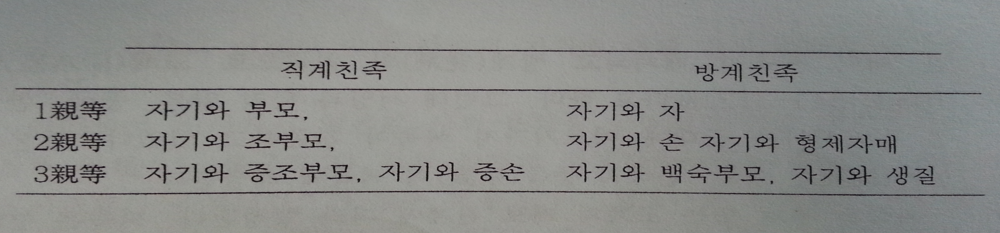 직계친족 방계친족
1親等 자기와 부모, 자기와 자
2親等 자기와 조부모, 자기와 손 자기와 형제자매
3親等 자기와 증조부모, 자기와 증손 자기와 백숙부모, 자기와 생질